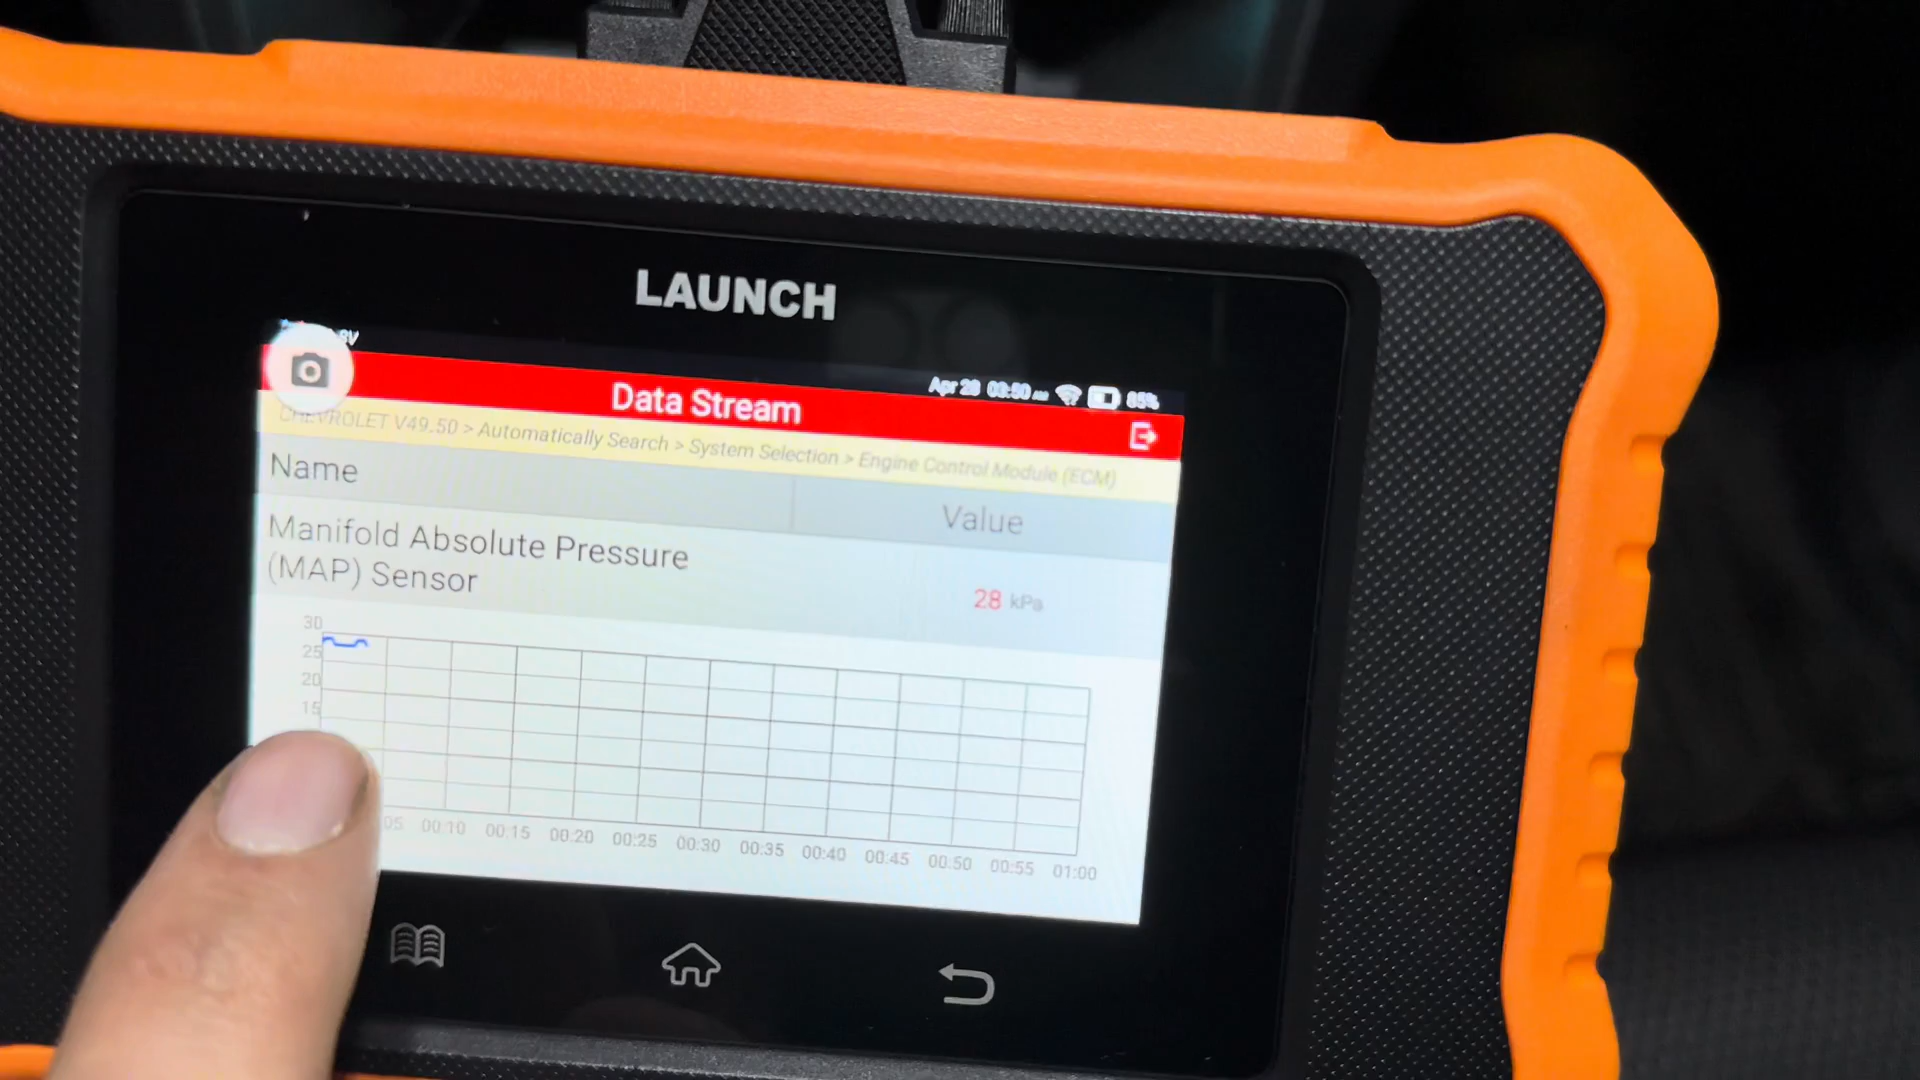 LAUNCH
Apr 28
85%
Data Stream
CHEVROLET V49.50 > Automatically Search > System Selection > Engine Control Module (ECM)
Name
Value
Manifold Absolute Pressure
(MAP) Sensor
28 kPa
30
25
20
15
05 00:10 00:15 00:20 00:25 00:30 00:35 00:40 00:45 00:50 00:55 01:00